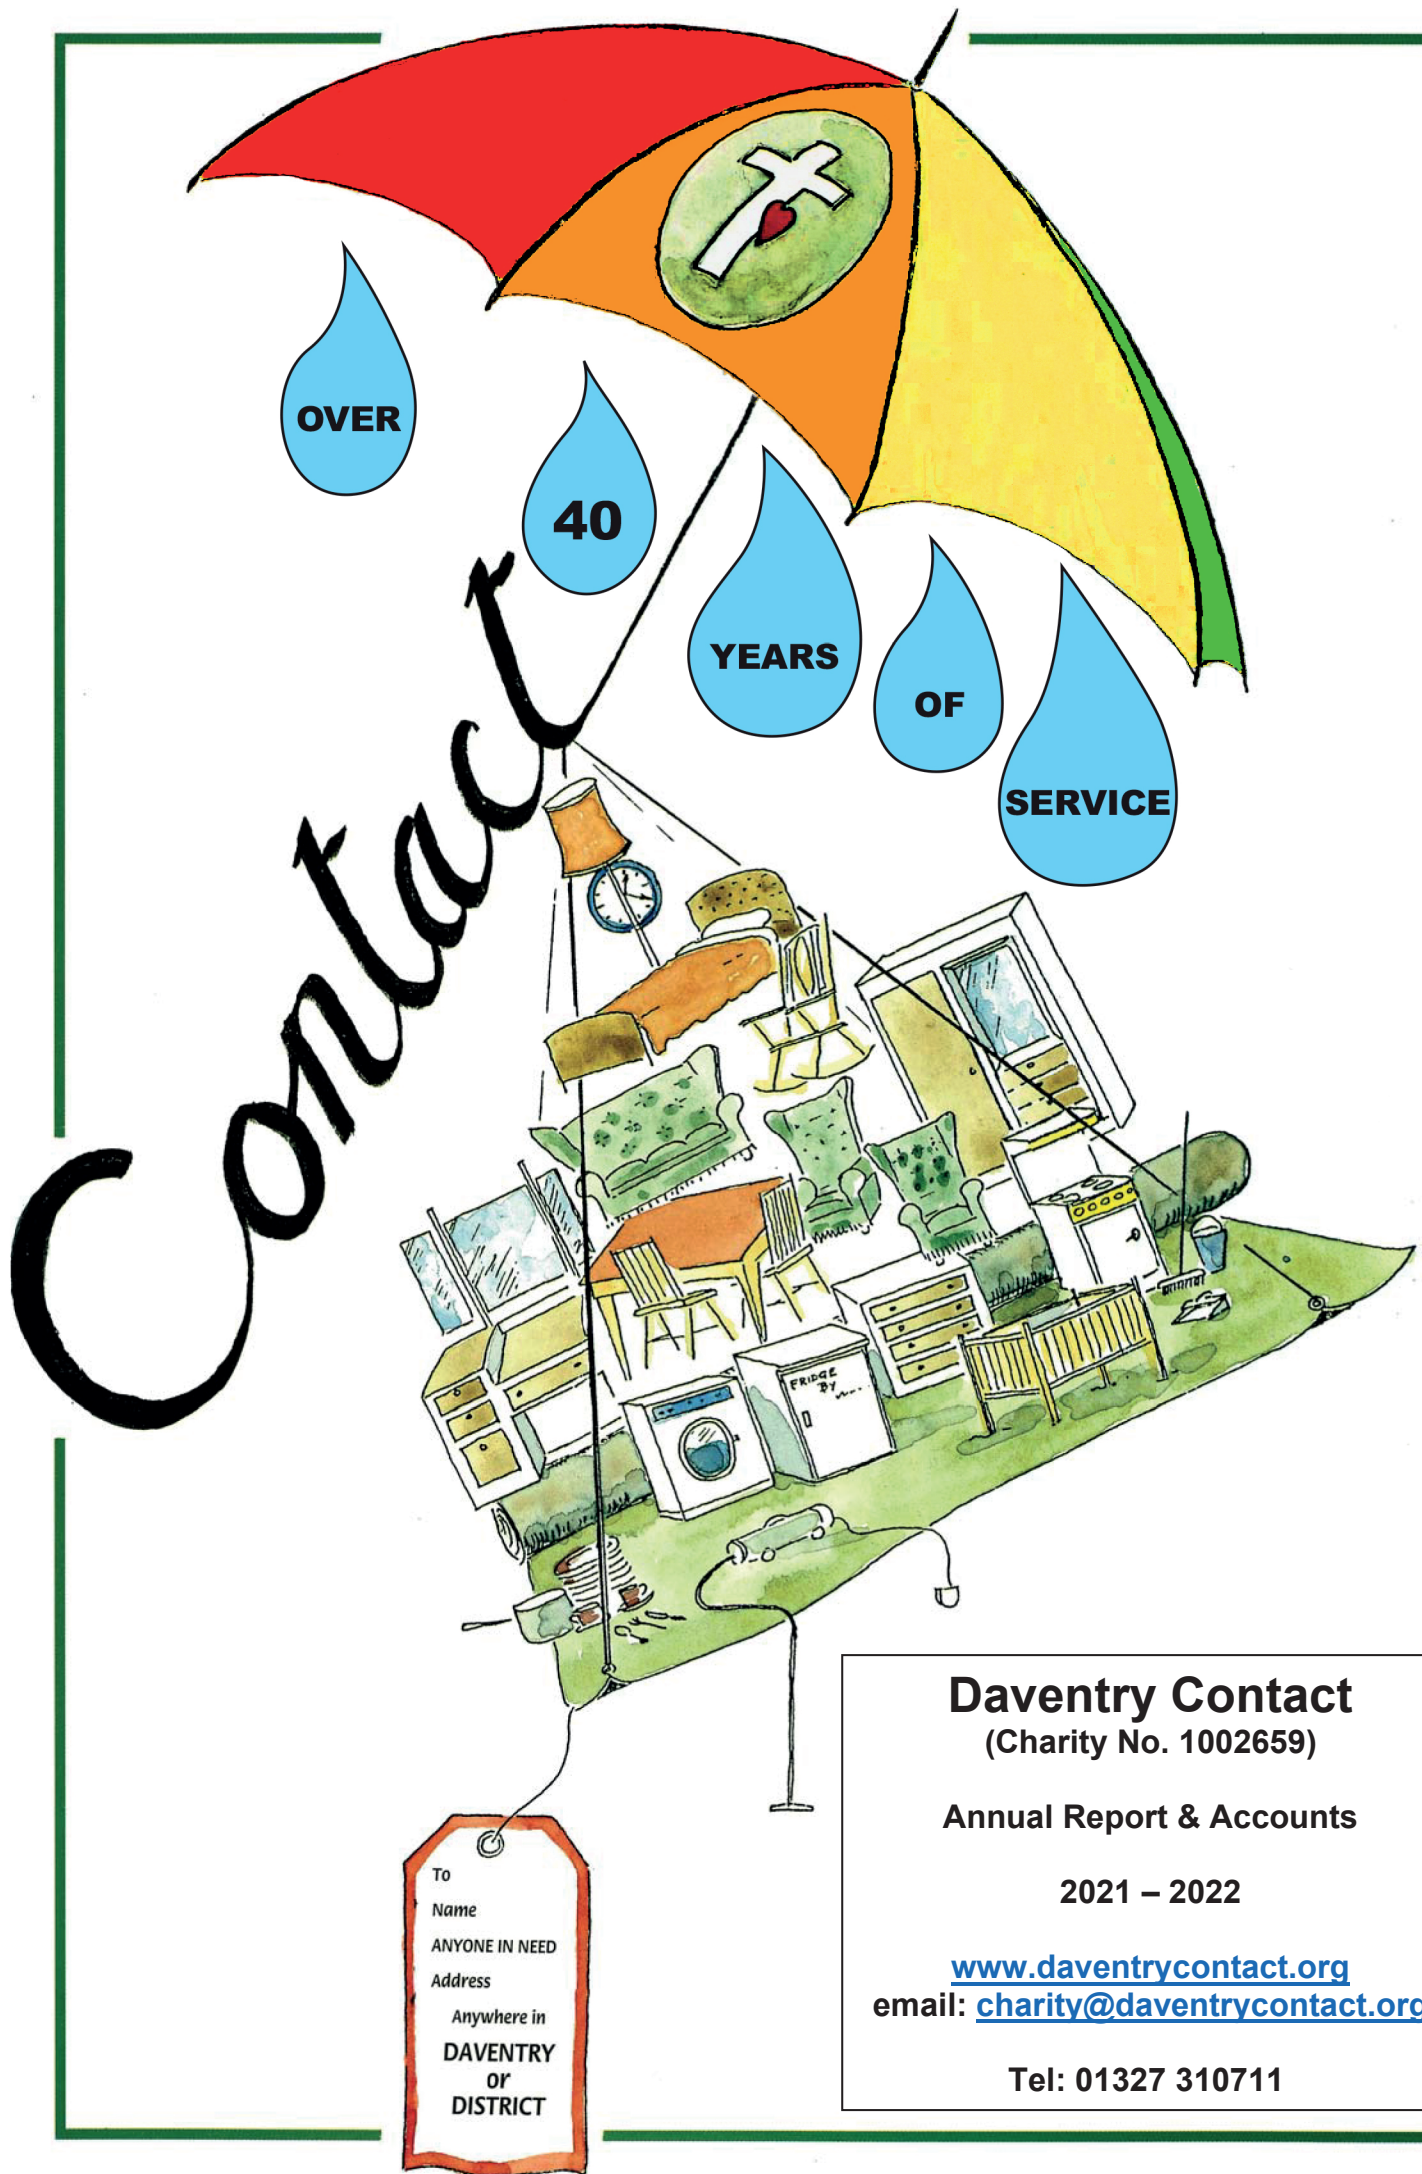 OVER
40
YEARS
OF
SERVICE
Contact
FRIDGE
BY
Daventry Contact
(Charity No. 1002659)
Annual Report & Accounts
2021 – 2022
www.daventrycontact.org
email: charity@daventrycontact.org
Tel: 01327 310711
To
Name
ANYONE IN NEED
Address
Anywhere in
DAVENTRY
or
DISTRICT